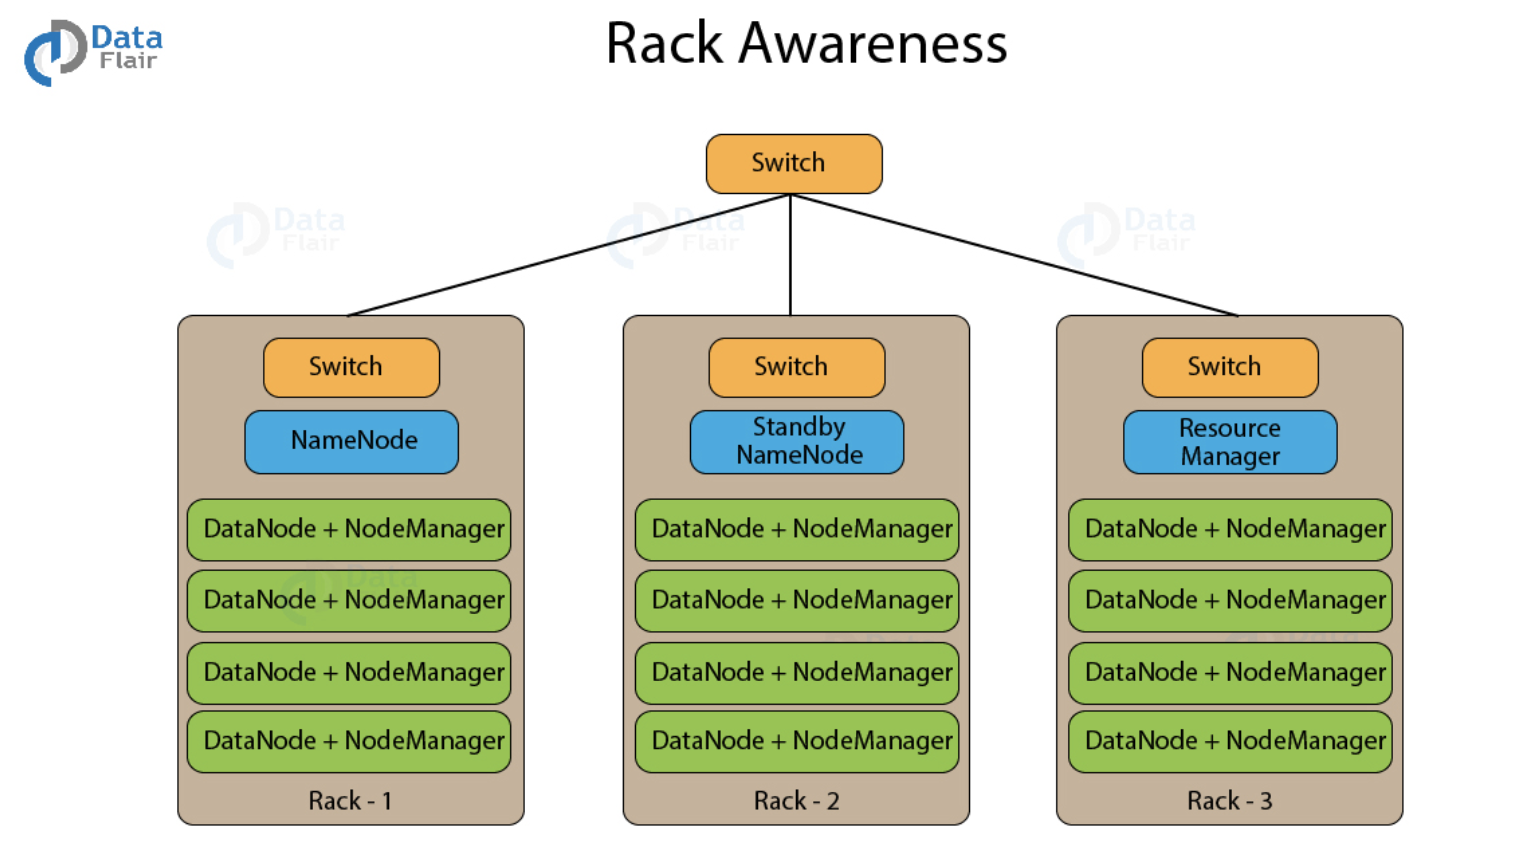 Data
Flair
Rack Awareness
Switch
Data
Flair
Data
Flair
Data
Flair
Switch
NameNode
DataNode + NodeManager
DataNode + NodeManager
Data
DataNode + NodeManager
DataNode + NodeManager
Rack - 1
Switch
Standby
NameNode
DataNode + NodeManager
DataNode + NodeManager
DataNode + NodeManager
DataNode + NodeManager
Rack - 2
Switch
Resource
Manager
DataNode + NodeManager
DataNode + NodeManager
Data
DataNode + NodeManager
DataNode + NodeManager
Rack - 3